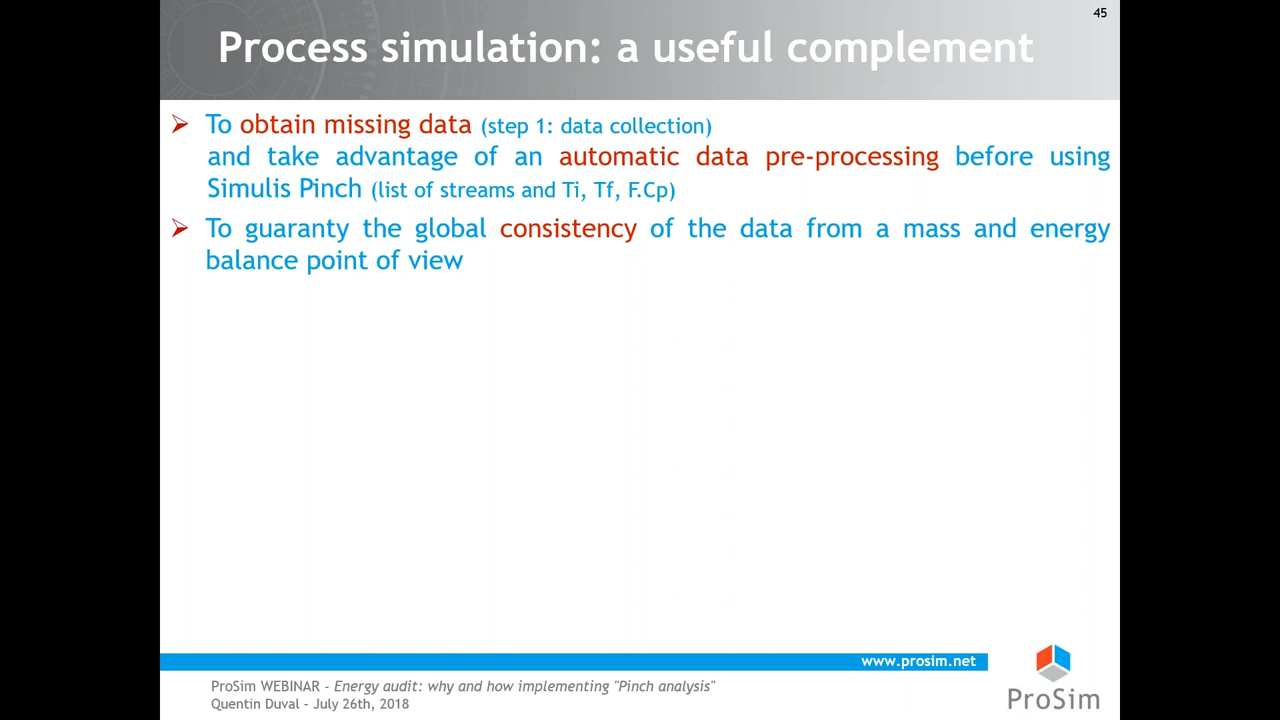 45
Process simulation: a useful complement
To obtain missing data (step 1: data collection)
and take advantage of an automatic data pre-processing before using
Simulis Pinch (list of streams and Ti, Tf, F.Cp)
To guaranty the global consistency of the data from a mass and energy
balance point of view
www.prosim.net
ProSim WEBINAR - Energy audit: why and how implementing "Pinch analysis"
Quentin Duval - July 26th, 2018
ProSim